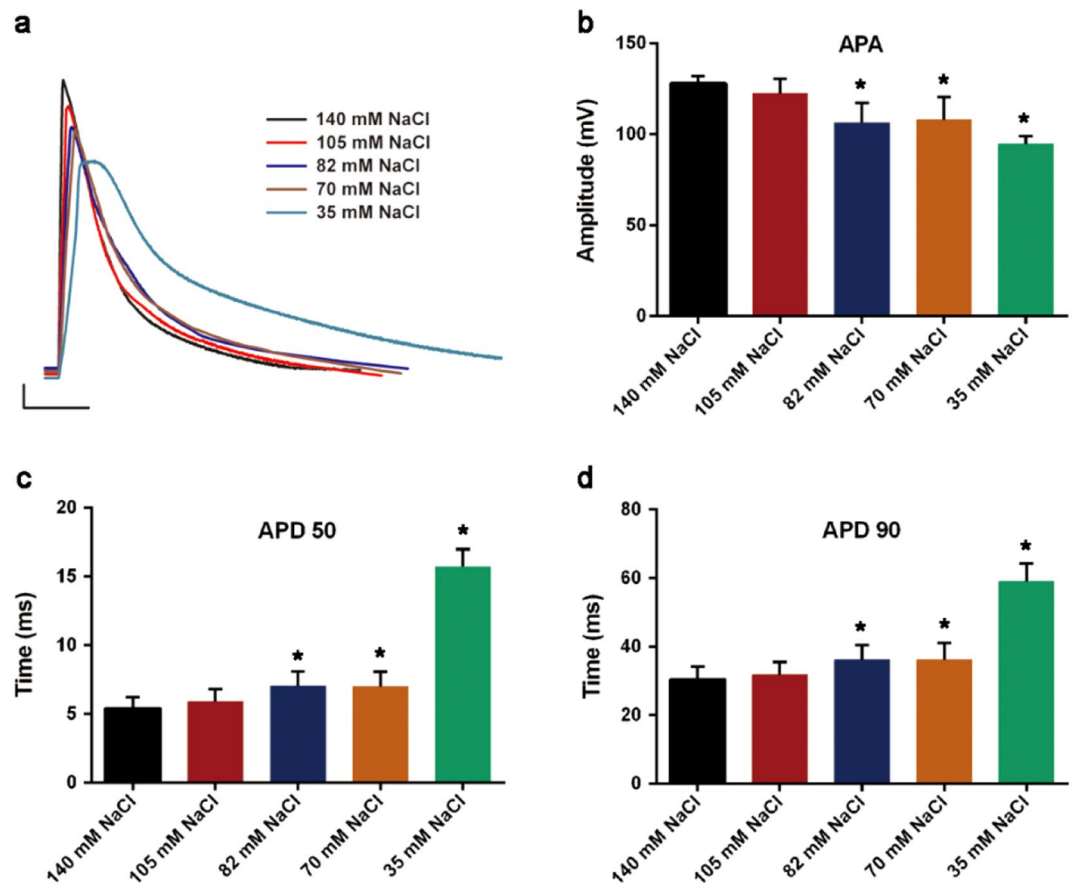 a
140 mM NaCl
105 mM NaCl
82 mM NaCl
70 mM NaCl
35 mM NaCl
b
APA
Amplitude (mV)
150
100
50
0
*
*
*
140 mM NaCl
105 mM NaCl
82 mM NaCl
70 mM NaCl
35 mM NaCl
c
APD 50
Time (ms)
20
15
10
5
0
*
*
*
140 mM NaCl
105 mM NaCl
82 mM NaCl
70 mM NaCl
35 mM NaCl
d
APD 90
Time (ms)
80
60
40
20
0
*
*
*
140 mM NaCl
105 mM NaCl
82 mM NaCl
70 mM NaCl
35 mM NaCl